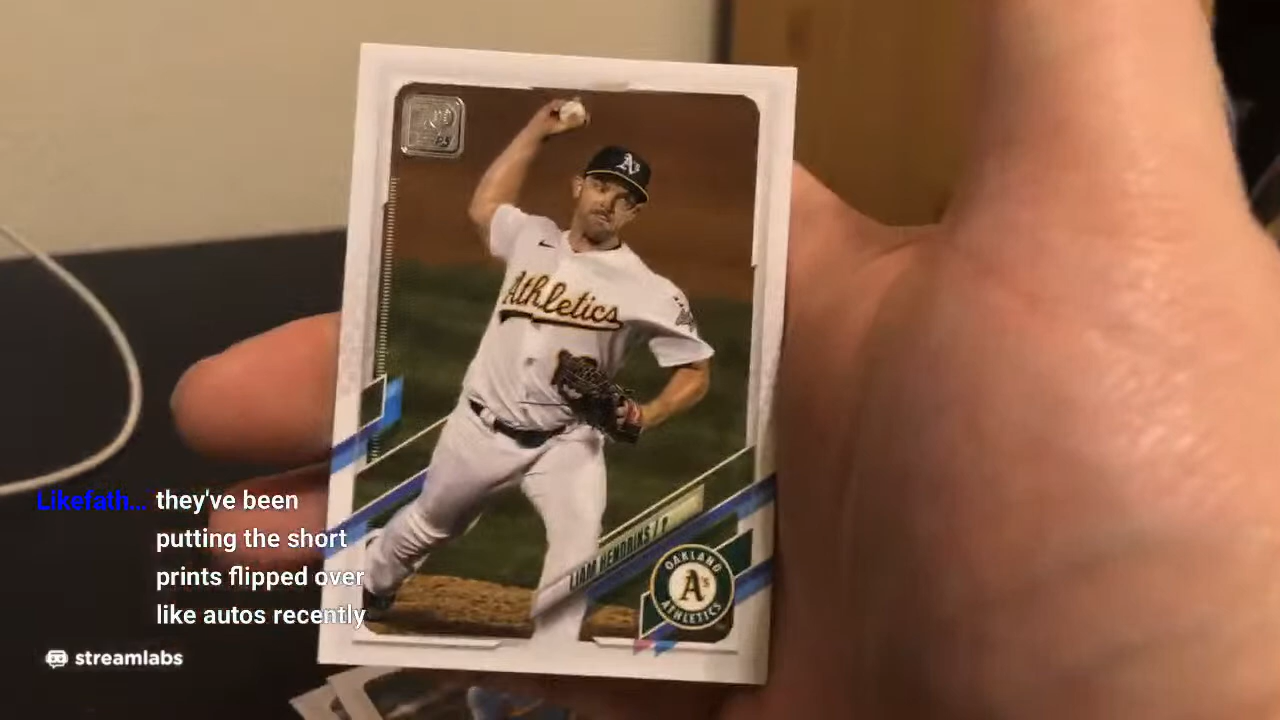 A's
Athletics
LIAM HENDRIKS / P
OAKLAND
A's
ATHLETICS
Likefath... they've been
putting the short
prints flipped over
like autos recently
streamlabs